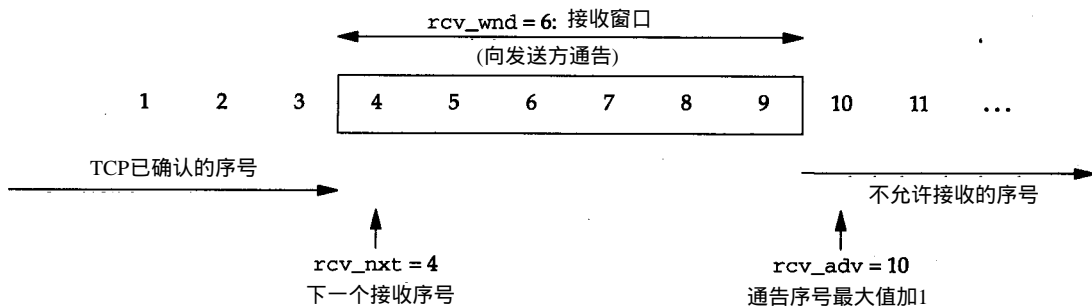 rcv_wnd = 6: 接收窗口
(向发送方通告)
1 2 3 4 5 6 7 8 9 10 11 ...
TCP已确认的序号
不允许接收的序号
rcv_nxt = 4
下一个接收序号
rcv_adv = 10
通告序号最大值加1